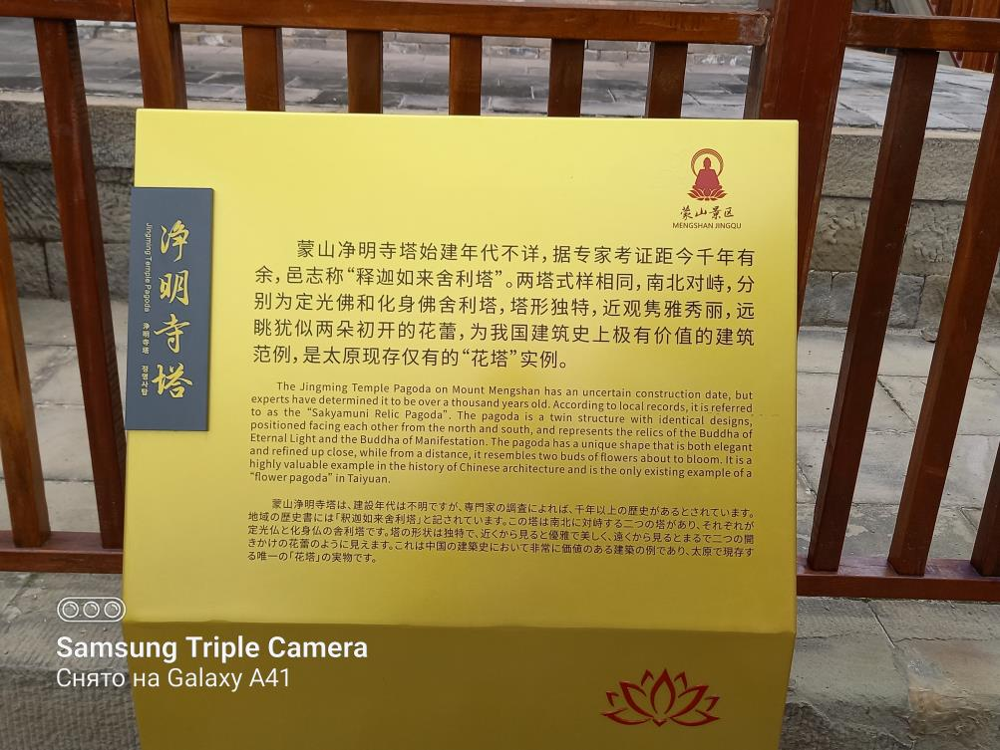 蒙山景区
MENGSHAN JINGQU
净明寺塔
Jingming Temple Pagoda
浄明寺塔
정명사탑
蒙山净明寺塔始建年代不详，据专家考证距今千年有
余，邑志称“释迦如来舍利塔”。两塔式样相同，南北对峙，分
别为定光佛和化身佛舍利塔，塔形独特，近观隽雅秀丽，远
眺犹似两朵初开的花蕾，为我国建筑史上极有价值的建筑
范例，是太原现存仅有的“花塔”实例。
The Jingming Temple Pagoda on Mount Mengshan has an uncertain construction date, but
experts have determined it to be over a thousand years old. According to local records, it is referred
to as the “Sakyamuni Relic Pagoda”. The pagoda is a twin structure with identical designs,
positioned facing each other from the north and south, and represents the relics of the Buddha of
Eternal Light and the Buddha of Manifestation. The pagoda has a unique shape that is both elegant
and refined up close, while from a distance, it resembles two buds of flowers about to bloom. It is a
highly valuable example in the history of Chinese architecture and is the only existing example of a
“flower pagoda” in Taiyuan.
蒙山浄明寺塔は、建設年代は不明ですが、専門家の調査によれば、千年以上の歴史があるとされています。
地域の歴史書には「釈迦如来舎利塔」と記されています。この塔は南北に対峙する二つの塔があり、それぞれが
定光仏と化身仏の舎利塔です。塔の形状は独特で、近くから見ると優雅で美しく、遠くから見るとまるで二つの開
きかけの花蕾のように見えます。これは中国の建築史において非常に価値のある建築の例であり、太原で現存す
る唯一の「花塔」の実物です。
Samsung Triple Camera
Снято на Galaxy A41